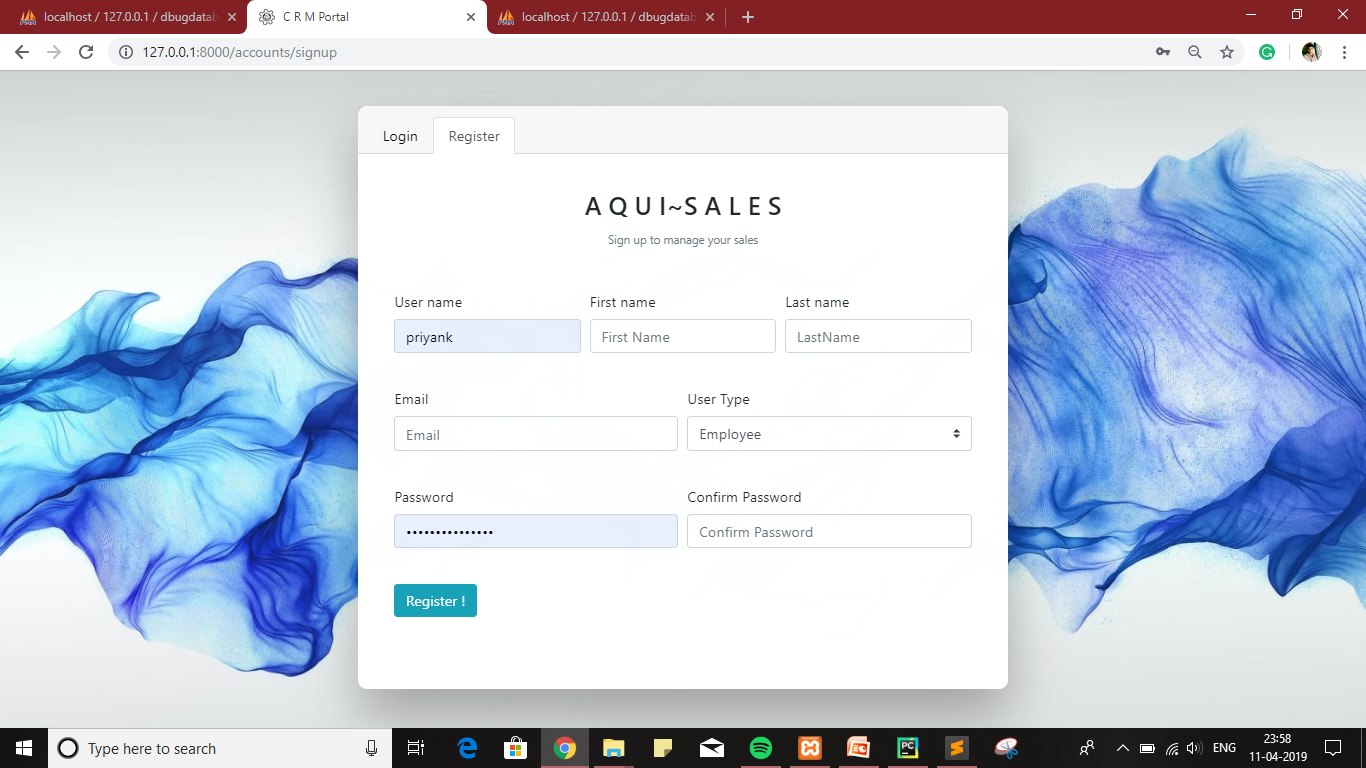 localhost / 127.0.0.1 / dbugdatab
C R M Portal
localhost / 127.0.0.1 / dbugdatab
127.0.0.1:8000/accounts/signup
Login
Register
A Q U I ~ S A L E S
Sign up to manage your sales
User name
First name
Last name
priyank
First Name
LastName
Email
User Type
Email
Employee
Password
Confirm Password
••••••••••••••• 
Confirm Password
Register !
Type here to search
ENG
23:58
11-04-2019